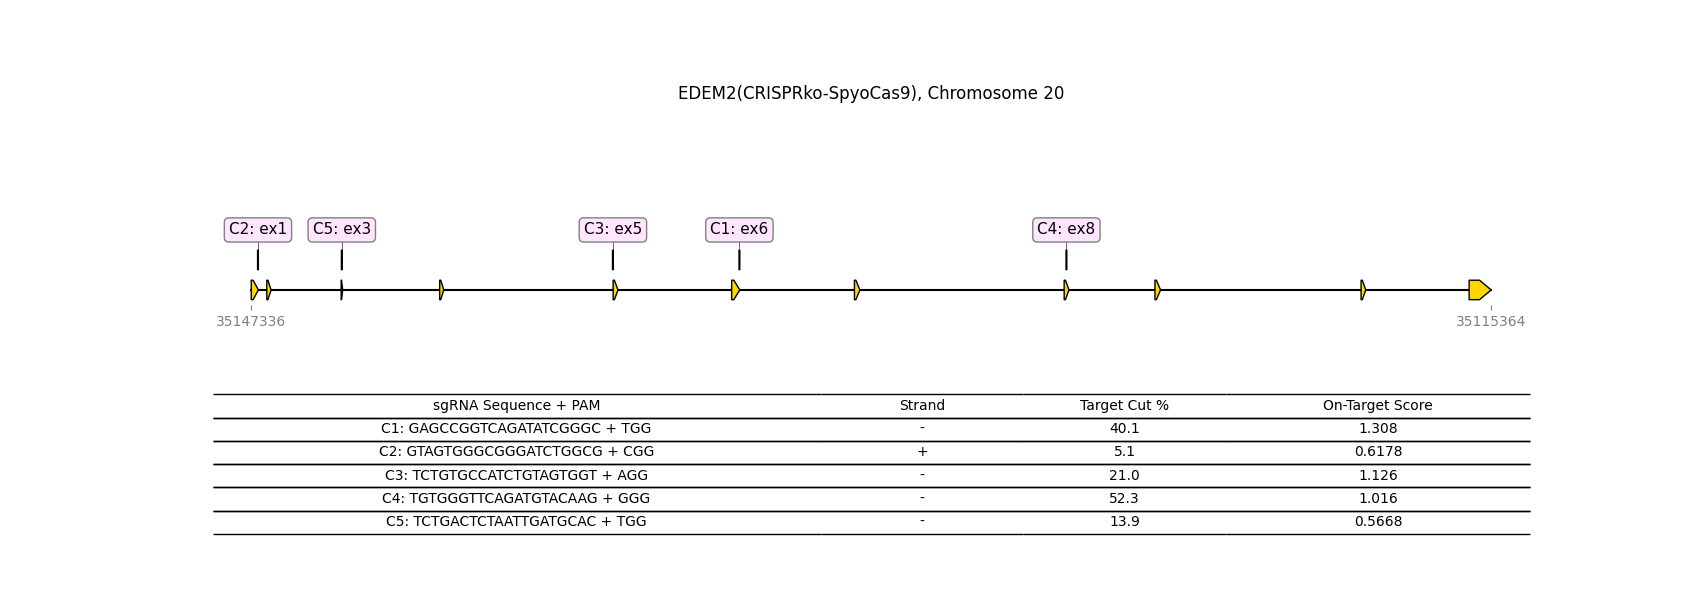 EDEM2(CRISPRko-SpyoCas9), Chromosome 20
C2: ex1 C5: ex3 C3: ex5 C1: ex6 C4: ex8
35147336 35115364
sgRNA Sequence + PAM Strand Target Cut % On-Target Score
C1: GAGCCGGTCAGATATCGGGC + TGG - 40.1 1.308
C2: GTAGTGGGCGGGATCTGGCG + CGG + 5.1 0.6178
C3: TCTGTGCCATCTGTAGTGGT + AGG - 21.0 1.126
C4: TGTGGGTTCAGATGTACAAG + GGG - 52.3 1.016
C5: TCTGACTCTAATTGATGCAC + TGG - 13.9 0.5668